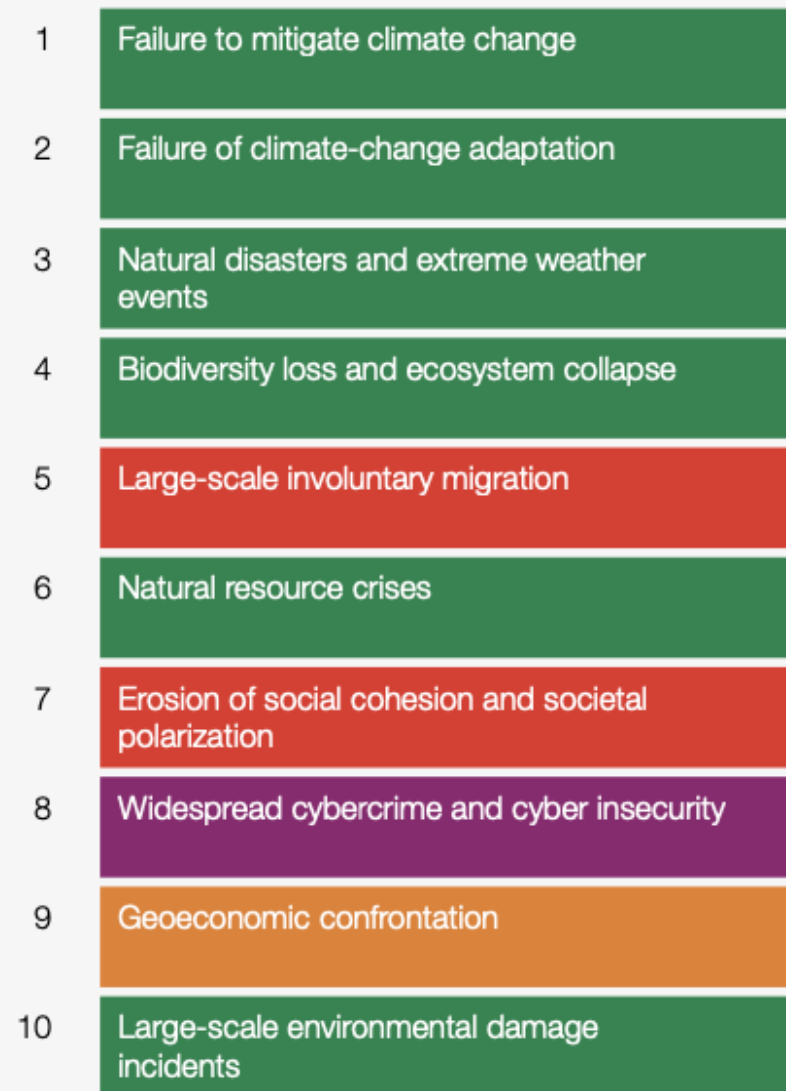 1 Failure to mitigate climate change
2 Failure of climate-change adaptation
3 Natural disasters and extreme weather
events
4 Biodiversity loss and ecosystem collapse
5 Large-scale involuntary migration
6 Natural resource crises
7 Erosion of social cohesion and societal
polarization
8 Widespread cybercrime and cyber insecurity
9 Geoeconomic confrontation
10 Large-scale environmental damage
incidents